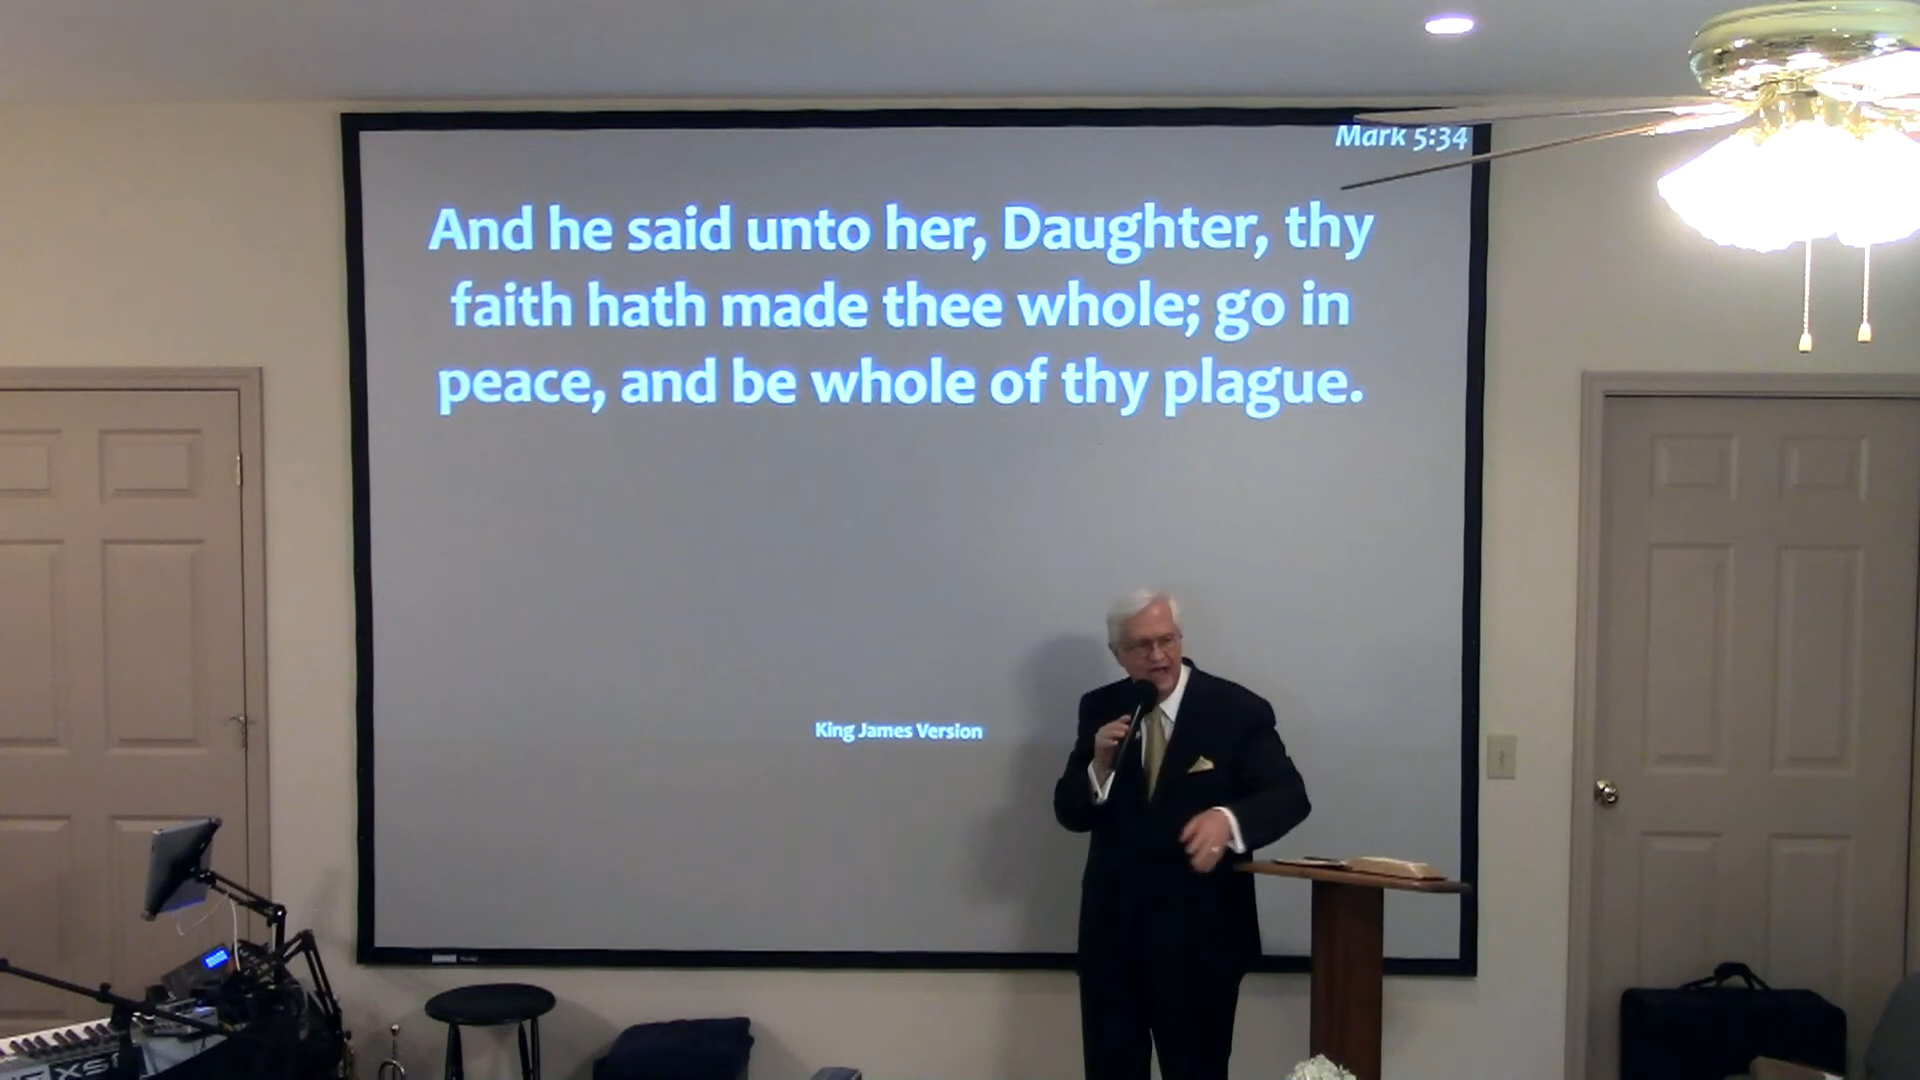 Mark 5:34
And he said unto her, Daughter, thy
faith hath made thee whole; go in
peace, and be whole of thy plague.
King James Version